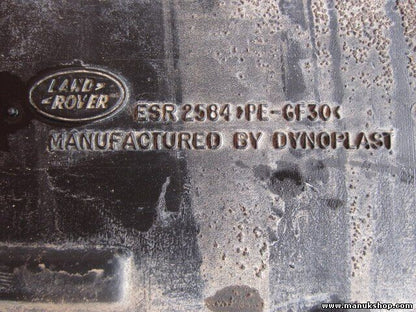 LAND
ROVER
ESR 2584 >PE-GF30<
MANUFACTURED BY DYNOPLAST
www.manukshop.com